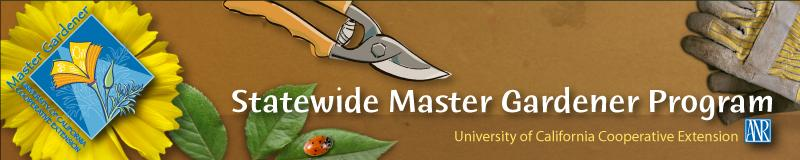 Master Gardener
UNIVERSITY OF CALIFORNIA
COOPERATIVE EXTENSION
Statewide Master Gardener Program
University of California Cooperative Extension
ANR